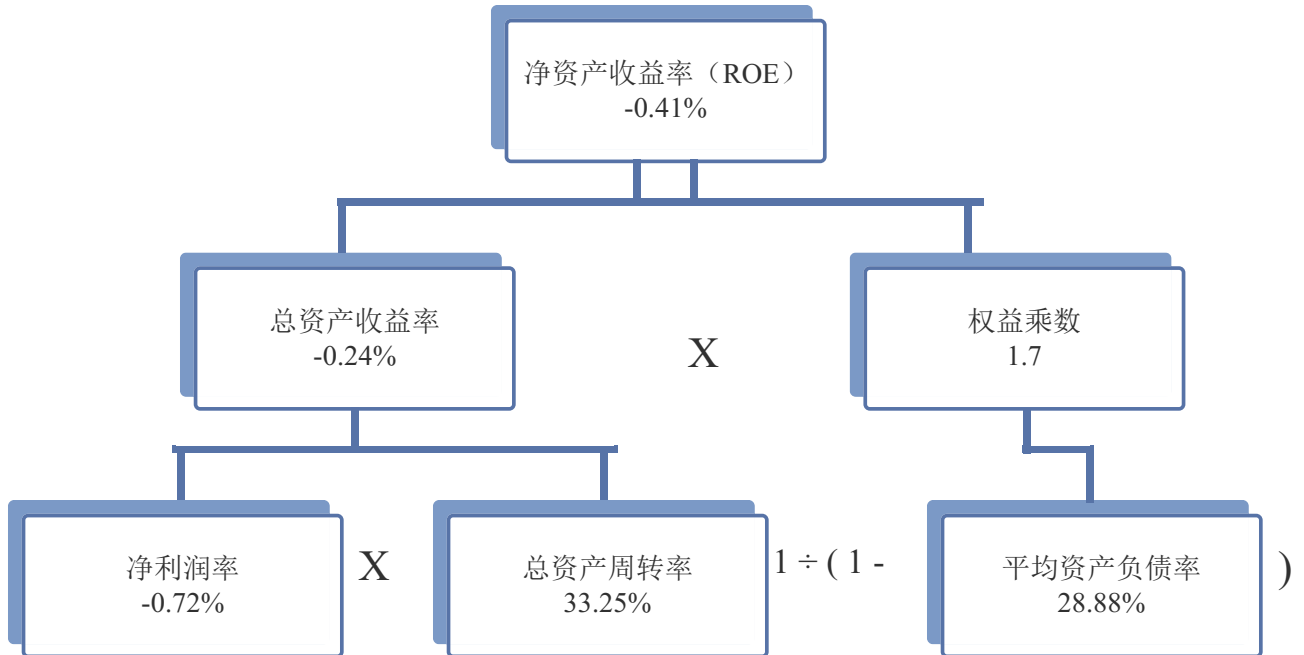 净资产收益率（ROE）
-0.41%
总资产收益率
-0.24%
X
权益乘数
1.7
净利润率
-0.72%
X
总资产周转率
33.25%
1 ÷ ( 1 -
平均资产负债率
28.88%
)